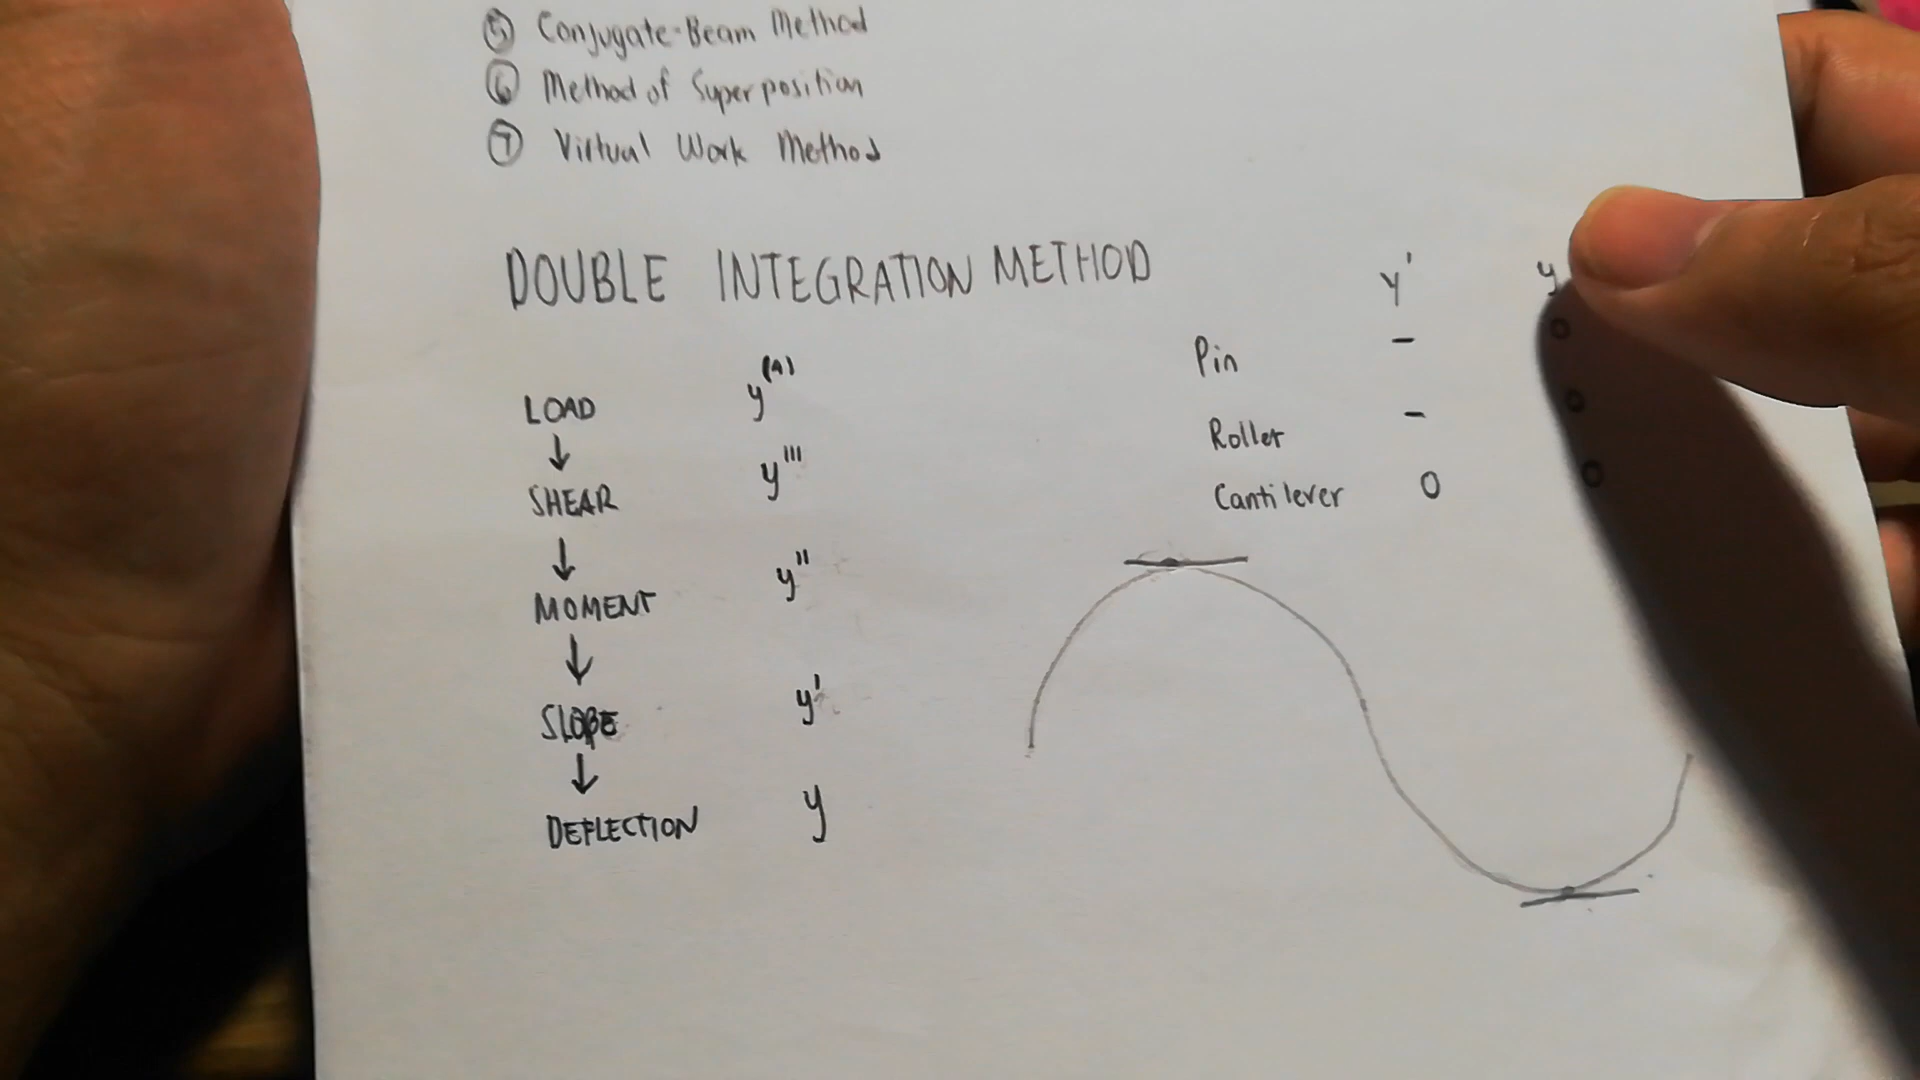 ⑤ Conjugate-Beam Method
⑥ Method of Superposition
⑦ Virtual Work Method
DOUBLE INTEGRATION METHOD
y' y
Pin – 0
Roller – 0
Cantilever 0 0
LOAD y⁽⁴⁾
↓
SHEAR y'''
↓
MOMENT y''
↓
SLOPE y'
↓
DEFLECTION y